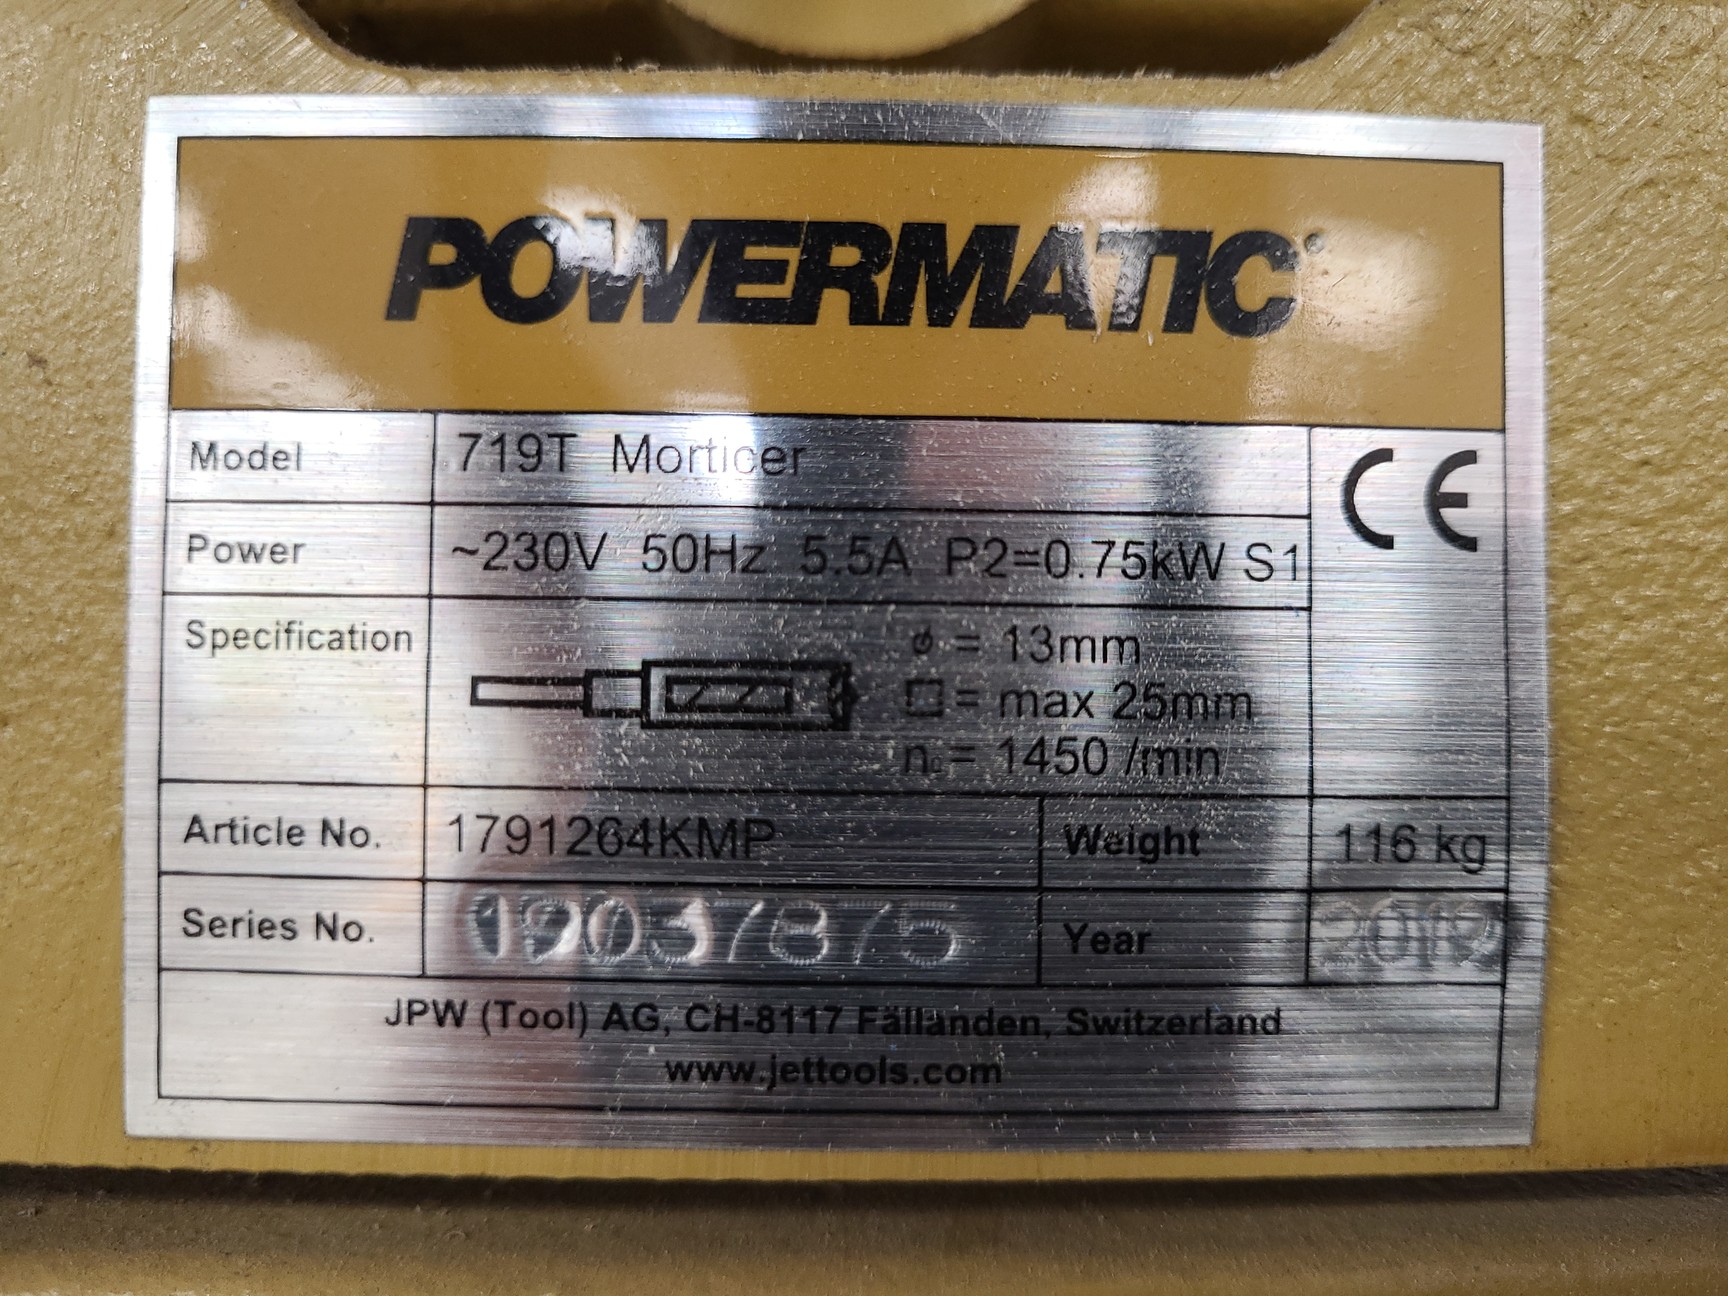 POWERMATIC®
Model 719T Morticer
Power ~230V 50Hz 5.5A P2=0.75kW S1
CE
Specification ø = 13mm
□ = max 25mm
n₀ = 1450 /min
Article No. 1791264KMP Weight 116 kg
Series No. Year
JPW (Tool) AG, CH-8117 Fällanden, Switzerland
www.jettools.com